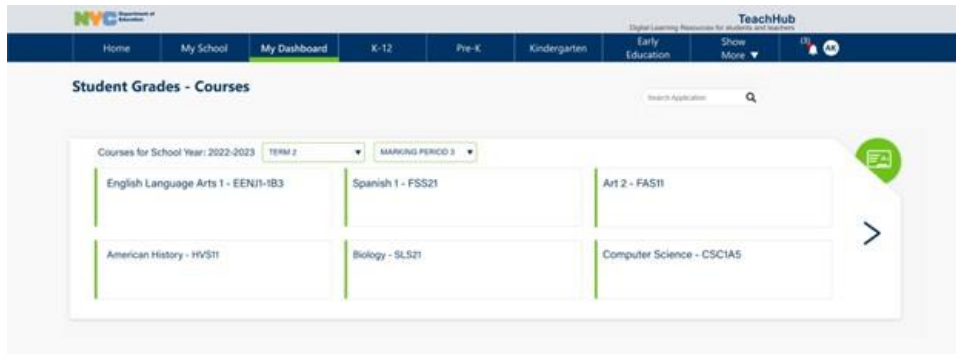 NYC Department of
Education
TeachHub
Digital Learning Resources for students and teachers
Home
My School
My Dashboard
K-12
Pre-K
Kindergarten
Early
Education
Show
More ▼
(3)
AK
Student Grades - Courses
Search Application
Courses for School Year: 2022-2023
TERM 2 ▼
MARKING PERIOD 3 ▼
English Language Arts 1 - EENJ1-1B3
Spanish 1 - FSS21
Art 2 - FAS11
American History - HVS11
Biology - SLS21
Computer Science - CSC1A5